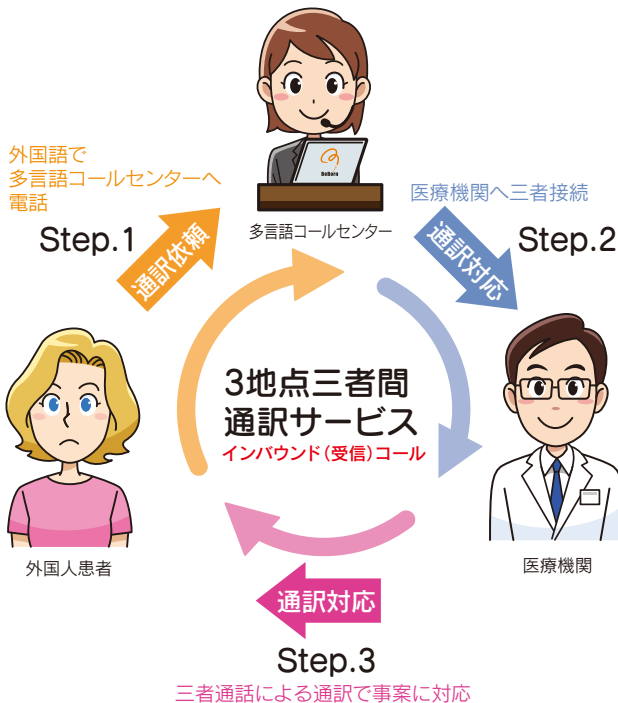 外国語で
多言語コールセンターへ
電話
Step.1
通訳依頼
BeBorn
多言語コールセンター
医療機関へ三者接続
Step.2
通訳対応
3地点三者間
通訳サービス
インバウンド(受信)コール
外国人患者
医療機関
通訳対応
Step.3
三者通話による通訳で事案に対応